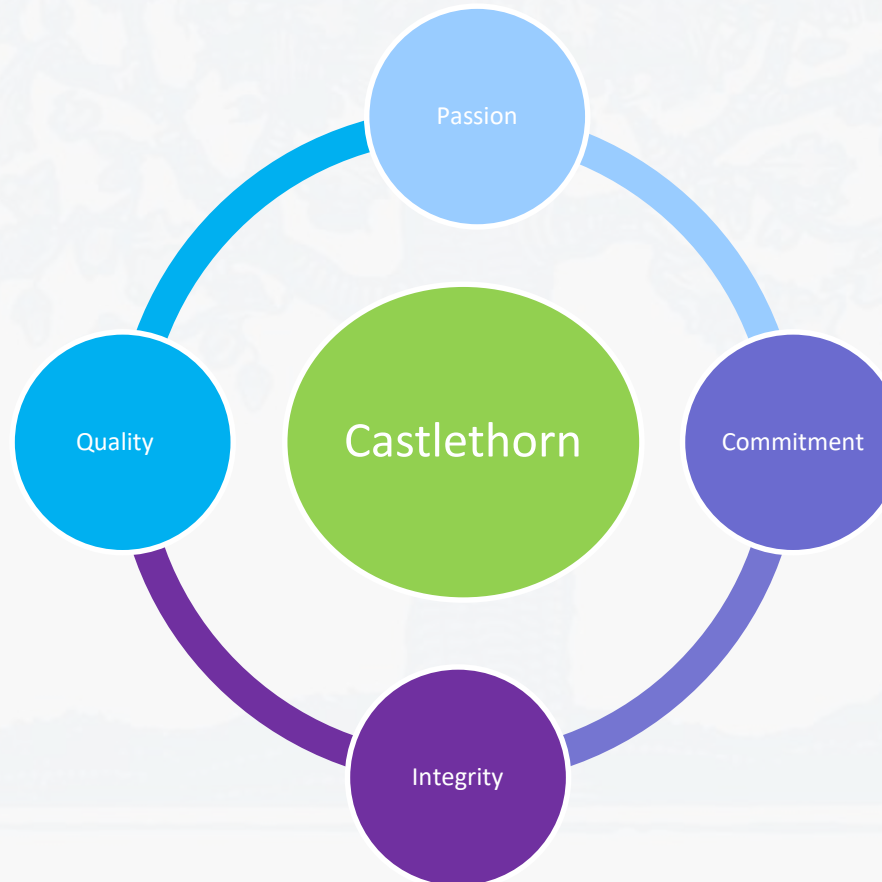 Passion
Quality
Castlethorn
Commitment
Integrity